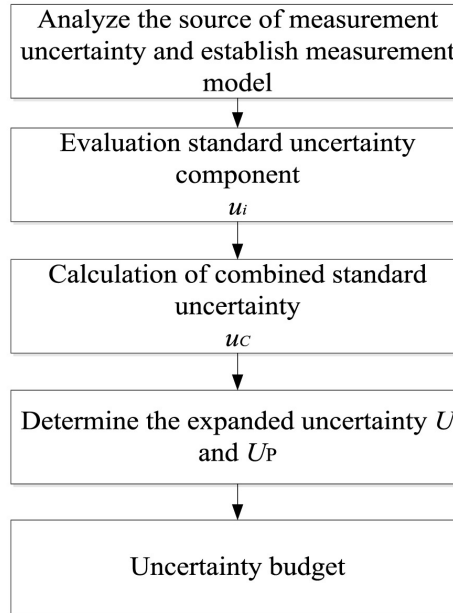 Analyze the source of measurement
uncertainty and establish measurement
model
Evaluation standard uncertainty
component
ui
Calculation of combined standard
uncertainty
uC
Determine the expanded uncertainty U
and UP
Uncertainty budget